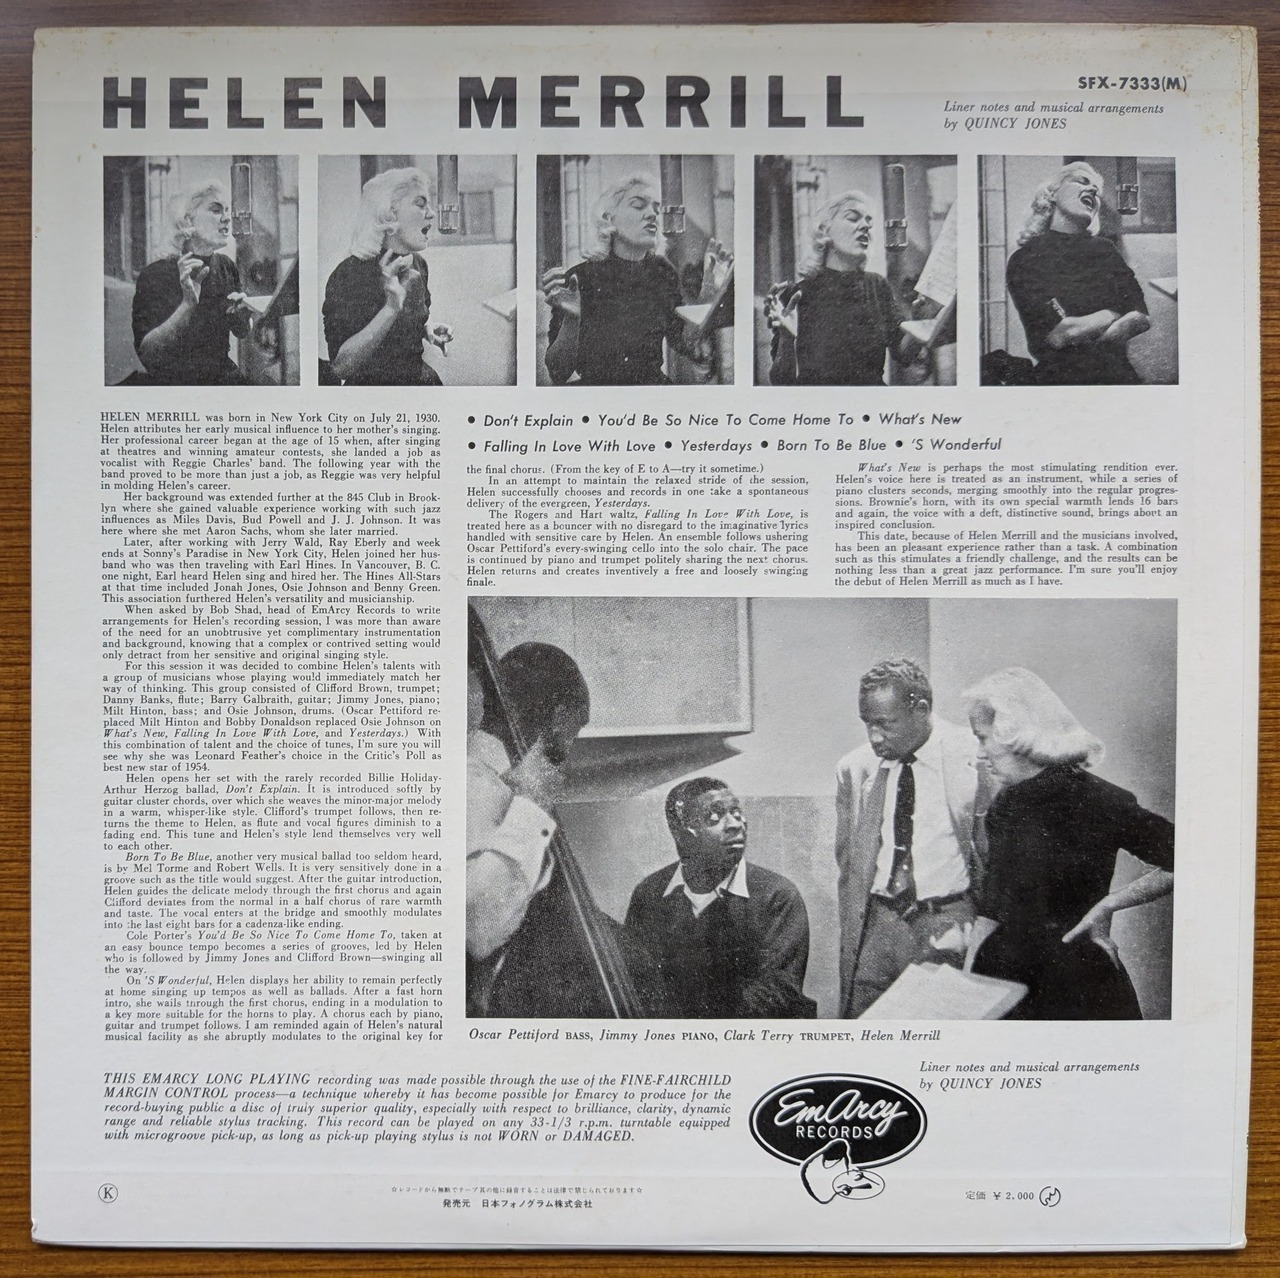 HELEN MERRILL
SFX-7333(M)
Liner notes and musical arrangements
by QUINCY JONES
HELEN MERRILL was born in New York City on July 21, 1930.
Helen attributes her early musical influence to her mother's singing.
Her professional career began at the age of 15 when, after singing
at theatres and winning amateur contests, she landed a job as
vocalist with Reggie Charles' band. The following year with the
band proved to be more than just a job, as Reggie was very helpful
in molding Helen's career.
Her background was extended further at the 845 Club in Brook-
lyn where she gained valuable experience working with such jazz
influences as Miles Davis, Bud Powell and J. J. Johnson. It was
here where she met Aaron Sachs, whom she later married.
Later, after working with Jerry Wald, Ray Eberly and week
ends at Sonny's Paradise in New York City, Helen joined her hus-
band who was then traveling with Earl Hines. In Vancouver, B. C.
one night, Earl heard Helen sing and hired her. The Hines All-Stars
at that time included Jonah Jones, Osie Johnson and Benny Green.
This association furthered Helen's versatility and musicianship.
When asked by Bob Shad, head of EmArcy Records to write
arrangements for Helen's recording session, I was more than aware
of the need for an unobtrusive yet complimentary instrumentation
and background, knowing that a complex or contrived setting would
only detract from her sensitive and original singing style.
For this session it was decided to combine Helen's talents with
a group of musicians whose playing would immediately match her
way of thinking. This group consisted of Clifford Brown, trumpet;
Danny Banks, flute; Barry Galbraith, guitar; Jimmy Jones, piano;
Milt Hinton, bass; and Osie Johnson, drums. (Oscar Pettiford re-
placed Milt Hinton and Bobby Donaldson replaced Osie Johnson on
What's New, Falling In Love With Love, and Yesterdays.) With
this combination of talent and the choice of tunes, I'm sure you will
see why she was Leonard Feather's choice in the Critic's Poll as
best new star of 1954.
Helen opens her set with the rarely recorded Billie Holiday-
Arthur Herzog ballad, Don't Explain. It is introduced softly by
guitar cluster chords, over which she weaves the minor-major melody
in a warm, whisper-like style. Clifford's trumpet follows, then re-
turns the theme to Helen, as flute and vocal figures diminish to a
fading end. This tune and Helen's style lend themselves very well
to each other.
Born To Be Blue, another very musical ballad too seldom heard,
is by Mel Torme and Robert Wells. It is very sensitively done in a
groove such as the title would suggest. After the guitar introduction,
Helen guides the delicate melody through the first chorus and again
Clifford deviates from the normal in a half chorus of rare warmth
and taste. The vocal enters at the bridge and smoothly modulates
into the last eight bars for a cadenza-like ending.
Cole Porter's You'd Be So Nice To Come Home To, taken at
an easy bounce tempo becomes a series of grooves, led by Helen
who is followed by Jimmy Jones and Clifford Brown—swinging all
the way.
On 'S Wonderful, Helen displays her ability to remain perfectly
at home singing up tempos as well as ballads. After a fast horn
intro, she wails through the first chorus, ending in a modulation to
a key more suitable for the horns to play. A chorus each by piano,
guitar and trumpet follows. I am reminded again of Helen's natural
musical facility as she abruptly modulates to the original key for
• Don't Explain • You'd Be So Nice To Come Home To • What's New
• Falling In Love With Love • Yesterdays • Born To Be Blue • 'S Wonderful
the final chorus. (From the key of E to A—try it sometime.)
In an attempt to maintain the relaxed stride of the session,
Helen successfully chooses and records in one take a spontaneous
delivery of the evergreen, Yesterdays.
The Rogers and Hart waltz, Falling In Love With Love, is
treated here as a bouncer with no disregard to the imaginative lyrics
handled with sensitive care by Helen. An ensemble follows ushering
Oscar Pettiford's every-swinging cello into the solo chair. The pace
is continued by piano and trumpet politely sharing the next chorus.
Helen returns and creates inventively a free and loosely swinging
finale.
What's New is perhaps the most stimulating rendition ever.
Helen's voice here is treated as an instrument, while a series of
piano clusters seconds, merging smoothly into the regular progres-
sions. Brownie's horn, with its own special warmth lends 16 bars
and again, the voice with a deft, distinctive sound, brings about an
inspired conclusion.
This date, because of Helen Merrill and the musicians involved,
has been an pleasant experience rather than a task. A combination
such as this stimulates a friendly challenge, and the results can be
nothing less than a great jazz performance. I'm sure you'll enjoy
the debut of Helen Merrill as much as I have.
Oscar Pettiford BASS, Jimmy Jones PIANO, Clark Terry TRUMPET, Helen Merrill
THIS EMARCY LONG PLAYING recording was made possible through the use of the FINE-FAIRCHILD
MARGIN CONTROL process—a technique whereby it has become possible for Emarcy to produce for the
record-buying public a disc of truly superior quality, especially with respect to brilliance, clarity, dynamic
range and reliable stylus tracking. This record can be played on any 33-1/3 r.p.m. turntable equipped
with microgroove pick-up, as long as pick-up playing stylus is not WORN or DAMAGED.
EmArcy
RECORDS
Liner notes and musical arrangements
by QUINCY JONES
K
☆レコードから無断でテープ其の他に録音することは法律で禁じられております☆
発売元 日本フォノグラム株式会社
定価 ¥2,000